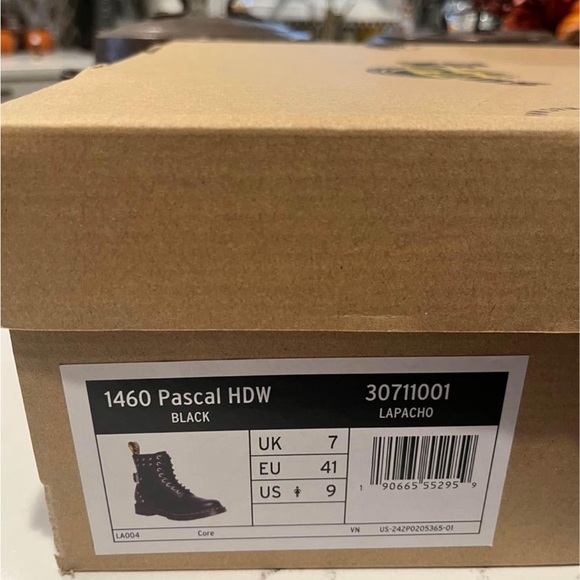 1460 Pascal HDW 30711001
BLACK LAPACHO
UK 7
EU 41
US 9
1 90665 55295 9
LA004 Core VN US-242P0205365-01